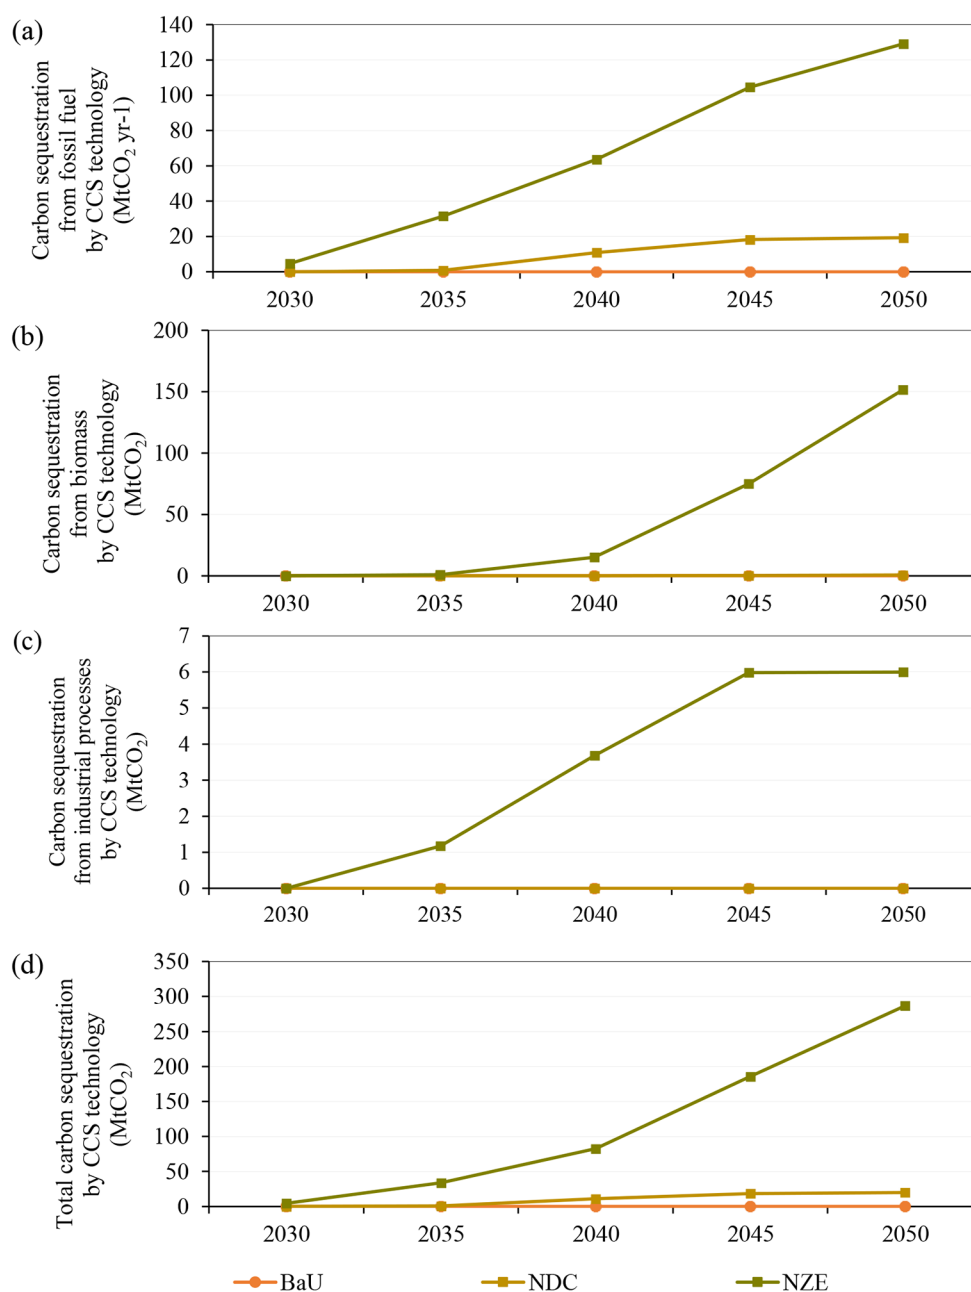 (a)
Carbon sequestration
from fossil fuel
by CCS technology
(MtCO₂ yr-1)
140
120
100
80
60
40
20
0
2030 2035 2040 2045 2050
(b)
Carbon sequestration
from biomass
by CCS technology
(MtCO₂)
200
150
100
50
0
2030 2035 2040 2045 2050
(c)
Carbon sequestration
from industrial processes
by CCS technology
(MtCO₂)
7
6
5
4
3
2
1
0
2030 2035 2040 2045 2050
(d)
Total carbon sequestration
by CCS technology
(MtCO₂)
350
300
250
200
150
100
50
0
2030 2035 2040 2045 2050
BaU NDC NZE